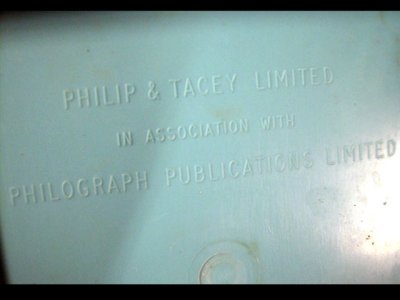 PHILIP & TACEY LIMITED
IN ASSOCIATION WITH
PHILOGRAPH PUBLICATIONS LIMITED